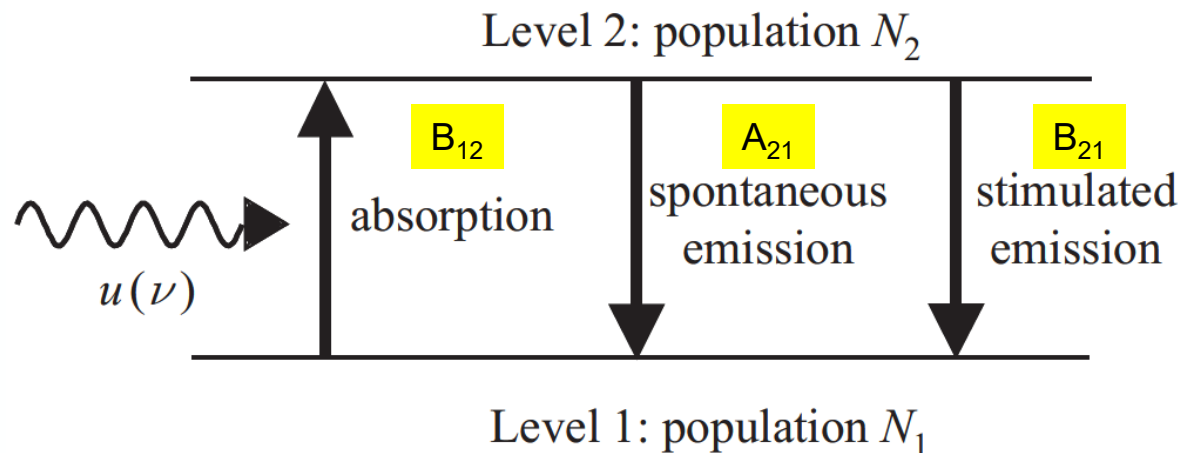 Level 2: population N₂
B₁₂
A₂₁
B₂₁
absorption
spontaneous
emission
stimulated
emission
u(ν)
Level 1: population N₁